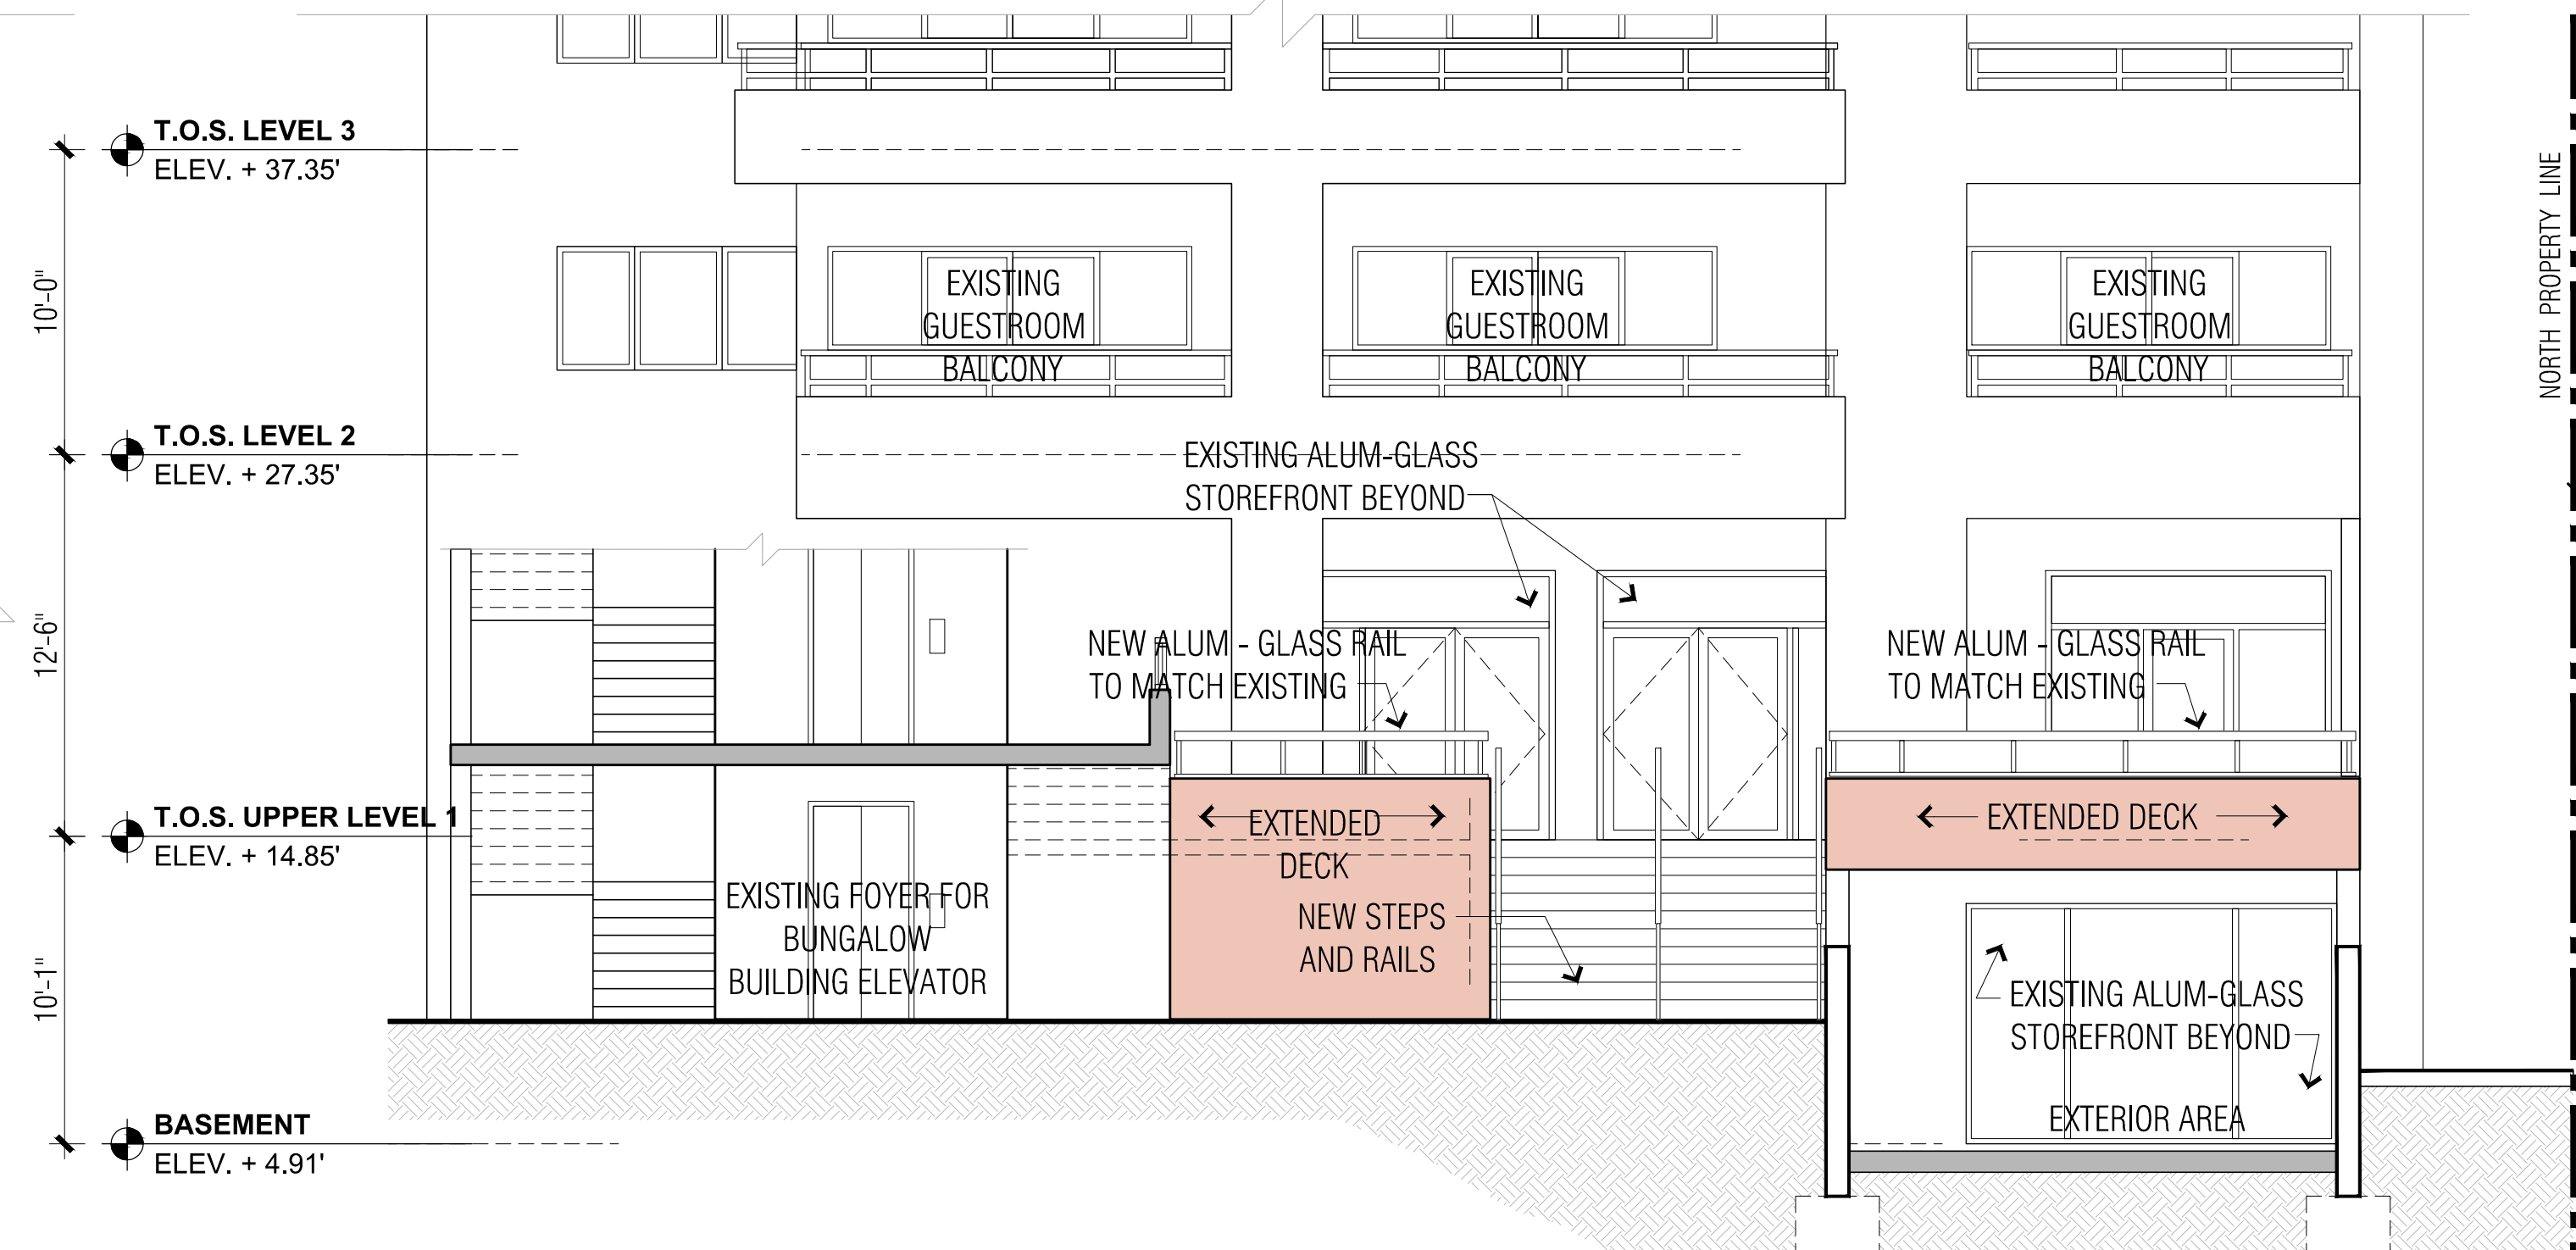 T.O.S. LEVEL 3
ELEV. + 37.35'
10'-0"
T.O.S. LEVEL 2
ELEV. + 27.35'
12'-6"
T.O.S. UPPER LEVEL 1
ELEV. + 14.85'
10'-1"
BASEMENT
ELEV. + 4.91'
EXISTING
GUESTROOM
BALCONY
EXISTING
GUESTROOM
BALCONY
EXISTING
GUESTROOM
BALCONY
NORTH PROPERTY LINE
EXISTING ALUM-GLASS
STOREFRONT BEYOND
NEW ALUM - GLASS RAIL
TO MATCH EXISTING
NEW ALUM - GLASS RAIL
TO MATCH EXISTING
EXTENDED
DECK
EXTENDED DECK
EXISTING FOYER FOR
BUNGALOW
BUILDING ELEVATOR
NEW STEPS
AND RAILS
EXISTING ALUM-GLASS
STOREFRONT BEYOND
EXTERIOR AREA